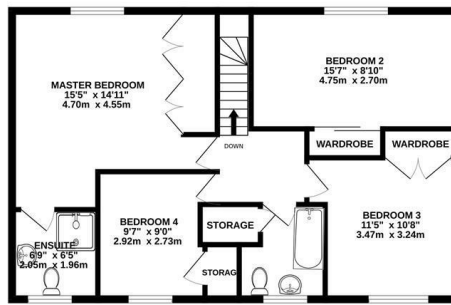 MASTER BEDROOM
15'5" x 14'11"
4.70m x 4.55m
BEDROOM 2
15'7" x 8'10"
4.75m x 2.70m
DOWN
WARDROBE
WARDROBE
BEDROOM 4
9'7" x 9'0"
2.92m x 2.73m
STORAGE
BEDROOM 3
11'5" x 10'8"
3.47m x 3.24m
ENSUITE
6'9" x 6'5"
2.05m x 1.96m
STORAG